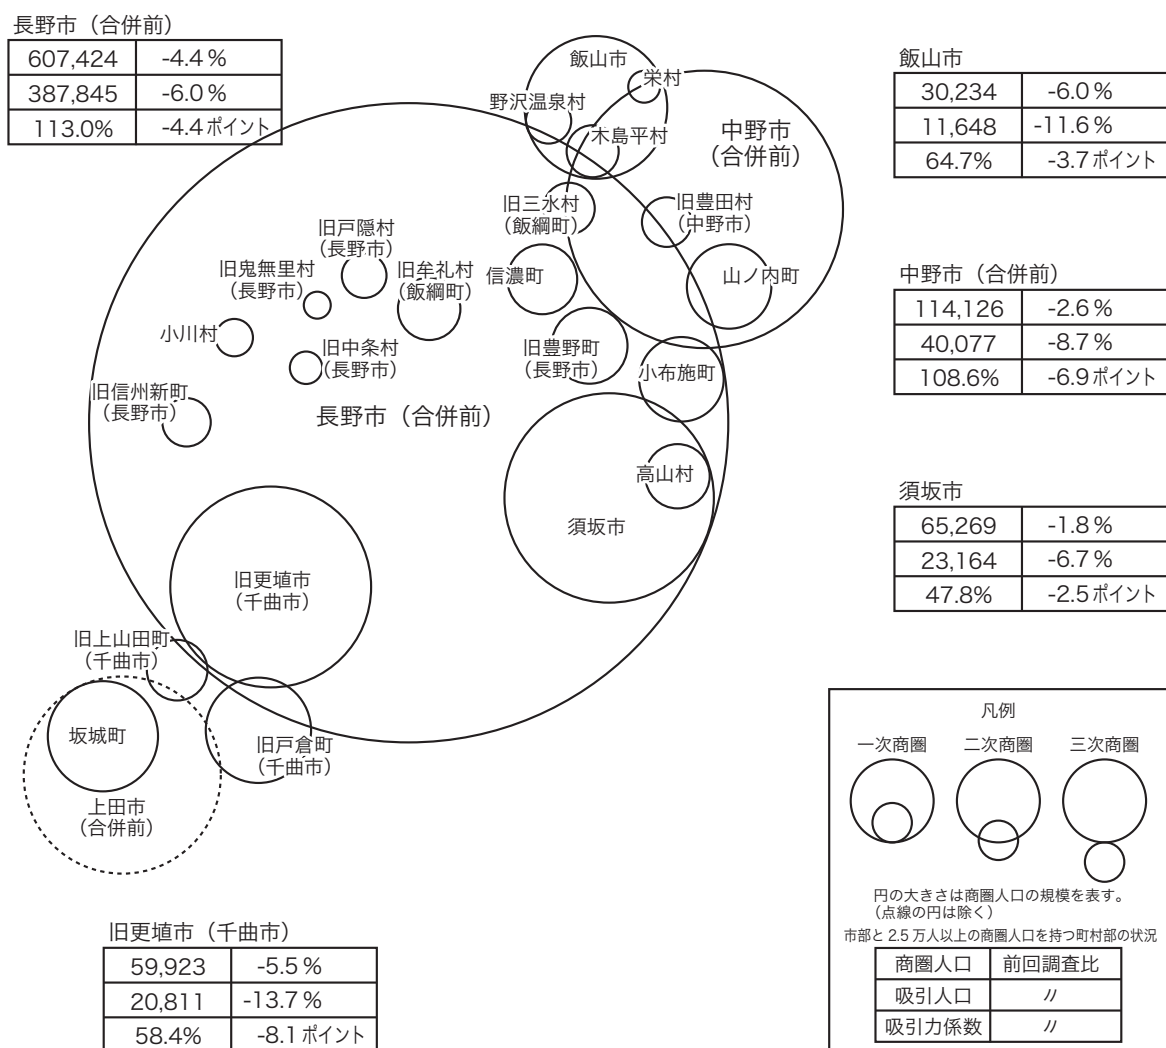 長野市（合併前）
607,424 -4.4％
387,845 -6.0％
113.0% -4.4ポイント
飯山市
30,234 -6.0％
11,648 -11.6％
64.7% -3.7ポイント
中野市（合併前）
114,126 -2.6％
40,077 -8.7％
108.6% -6.9ポイント
須坂市
65,269 -1.8％
23,164 -6.7％
47.8% -2.5ポイント
飯山市
栄村
野沢温泉村
木島平村
中野市
（合併前）
旧三水村
（飯綱町）
旧豊田村
（中野市）
旧戸隠村
（長野市）
旧鬼無里村
（長野市）
旧牟礼村
（飯綱町）
信濃町
山ノ内町
小川村
旧中条村
（長野市）
旧豊野町
（長野市）
小布施町
旧信州新町
（長野市）
長野市（合併前）
高山村
須坂市
旧更埴市
（千曲市）
旧上山田町
（千曲市）
坂城町
旧戸倉町
（千曲市）
上田市
（合併前）
旧更埴市（千曲市）
59,923 -5.5％
20,811 -13.7％
58.4% -8.1ポイント
凡例
一次商圏 二次商圏 三次商圏
円の大きさは商圏人口の規模を表す。
（点線の円は除く）
市部と2.5万人以上の商圏人口を持つ町村部の状況
商圏人口 前回調査比
吸引人口 〃
吸引力係数 〃